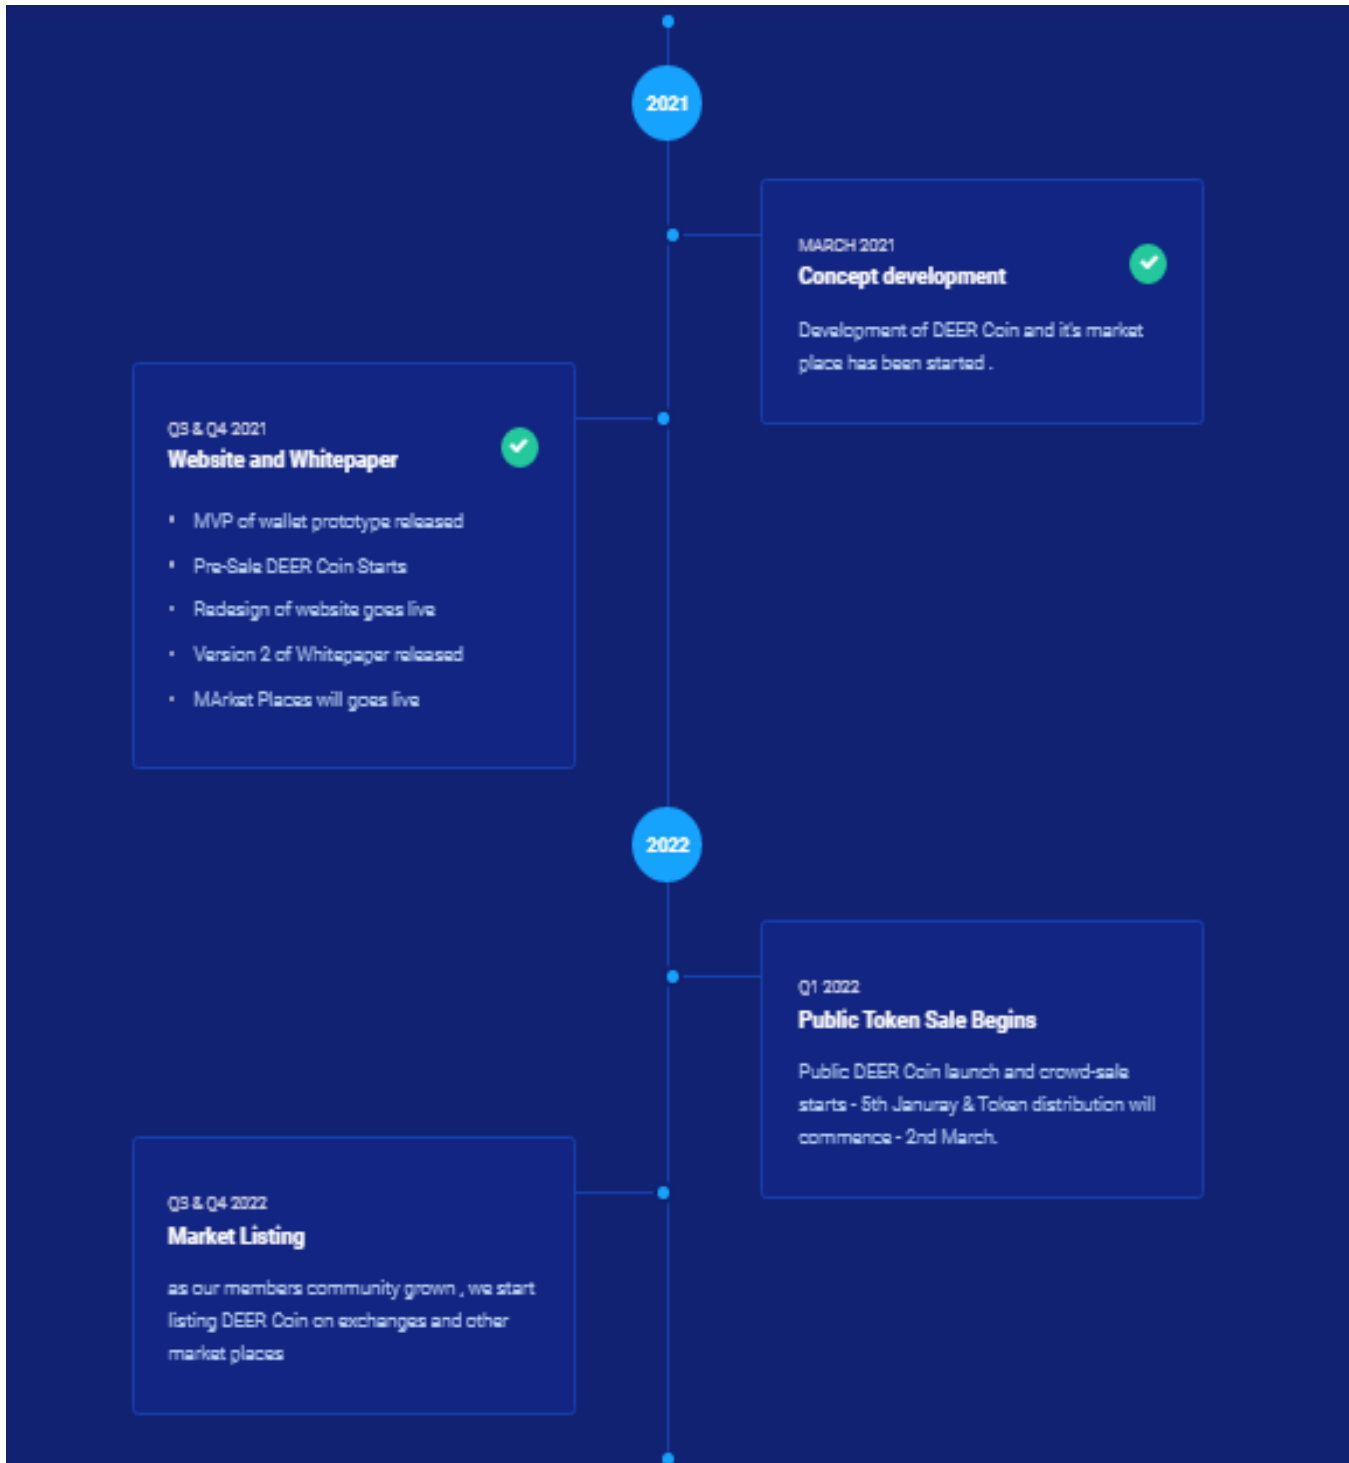 2021
MARCH 2021
Concept development
Development of DEER Coin and it's market
place has been started .
Q3 & Q4 2021
Website and Whitepaper
• MVP of wallet prototype released
• Pre-Sale DEER Coin Starts
• Redesign of website goes live
• Version 2 of Whitepaper released
• MArket Places will goes live
2022
Q1 2022
Public Token Sale Begins
Public DEER Coin launch and crowd-sale
starts - 5th Januray & Token distribution will
commence - 2nd March.
Q3 & Q4 2022
Market Listing
as our members community grown , we start
listing DEER Coin on exchanges and other
market places